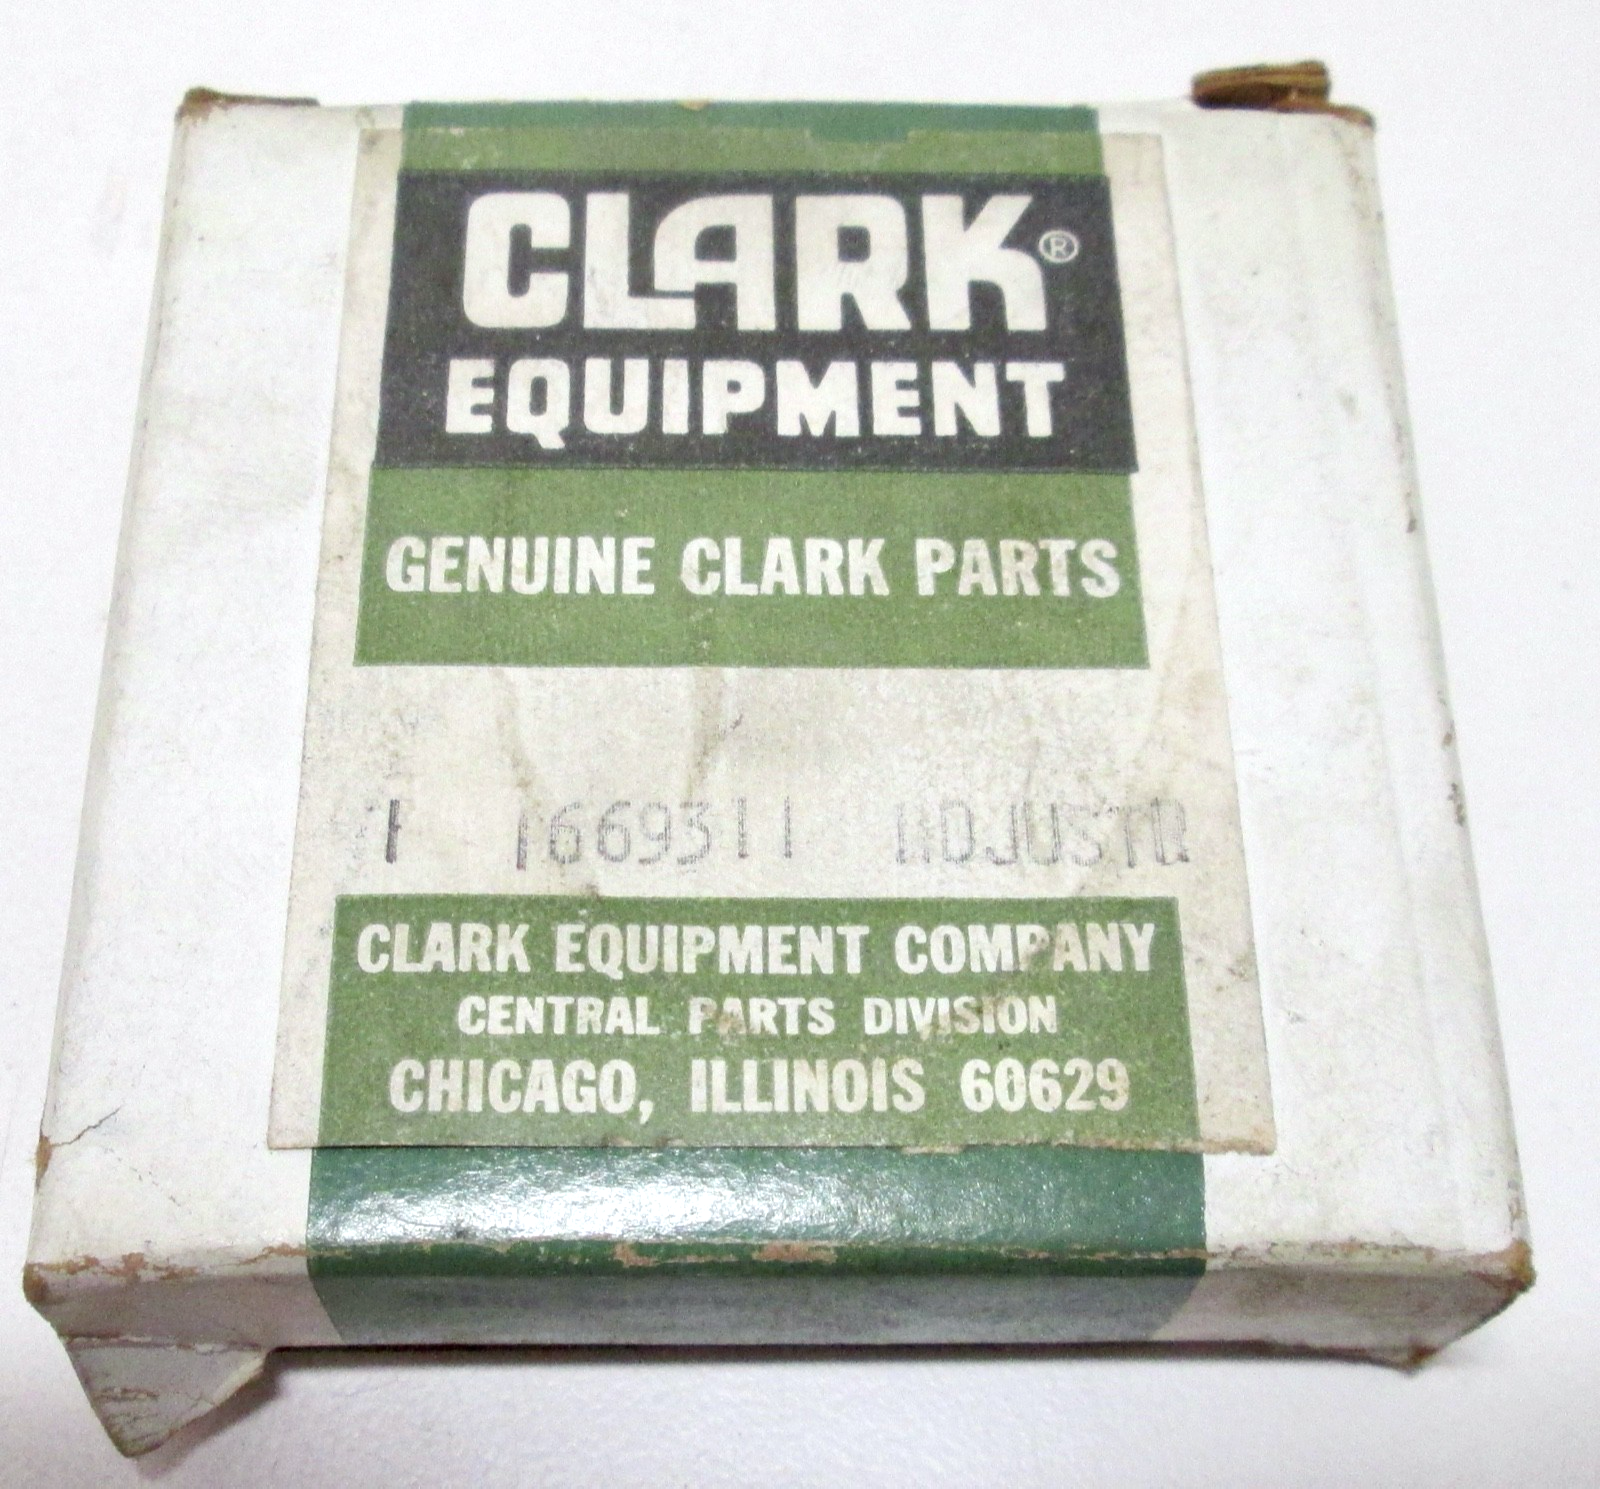 CLARK®
EQUIPMENT
GENUINE CLARK PARTS
1 1669311 ADJUSTR
CLARK EQUIPMENT COMPANY
CENTRAL PARTS DIVISION
CHICAGO, ILLINOIS 60629